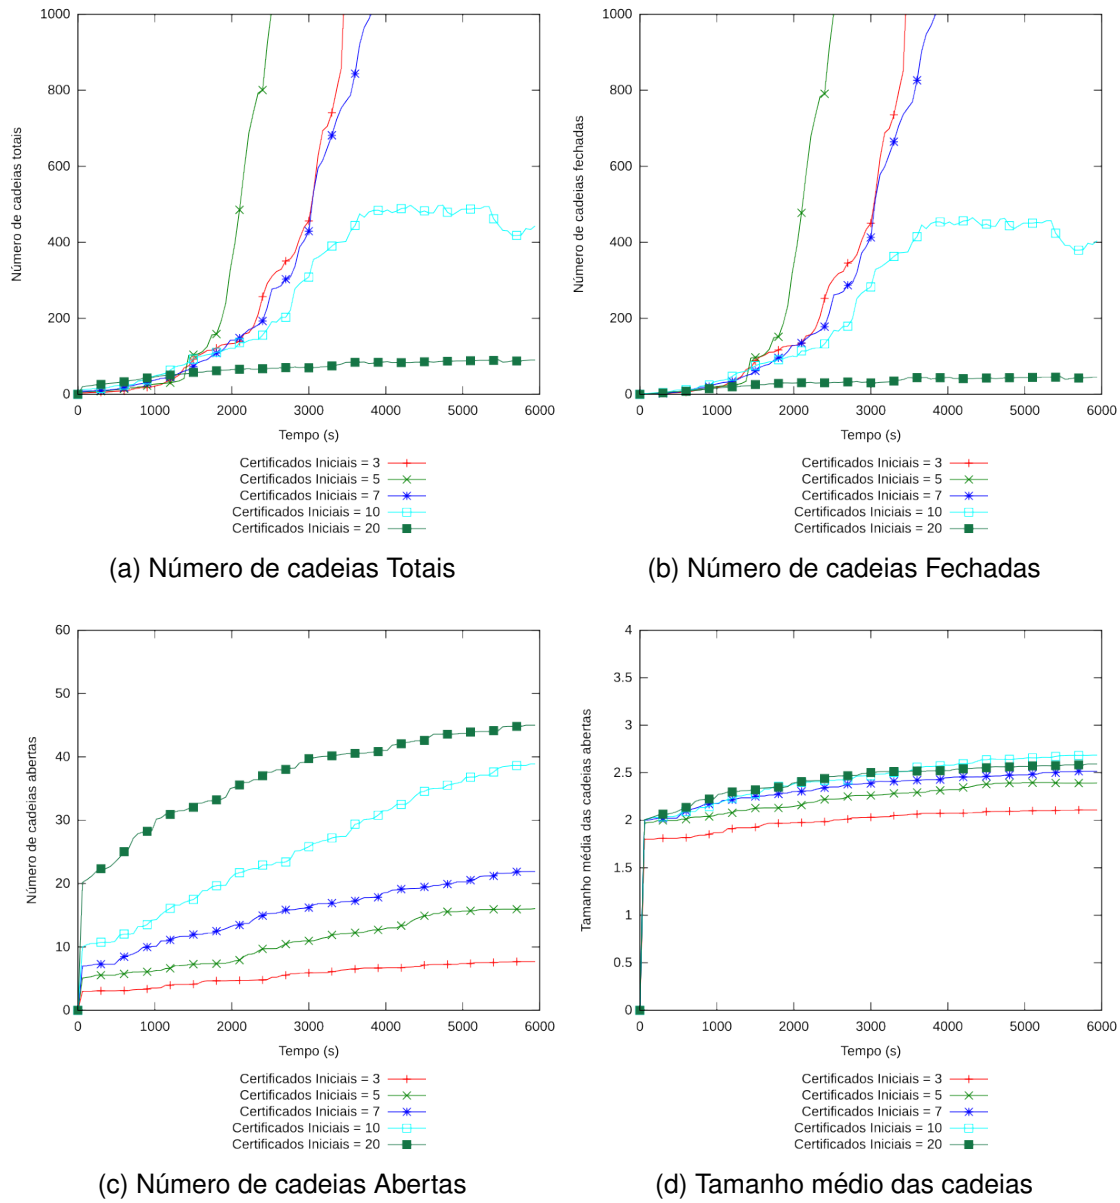 1000
800
600
400
200
0
Número de cadeias totais
0 1000 2000 3000 4000 5000 6000
Tempo (s)
Certificados Iniciais = 3
Certificados Iniciais = 5
Certificados Iniciais = 7
Certificados Iniciais = 10
Certificados Iniciais = 20
(a) Número de cadeias Totais
1000
800
600
400
200
0
Número de cadeias fechadas
0 1000 2000 3000 4000 5000 6000
Tempo (s)
Certificados Iniciais = 3
Certificados Iniciais = 5
Certificados Iniciais = 7
Certificados Iniciais = 10
Certificados Iniciais = 20
(b) Número de cadeias Fechadas
60
50
40
30
20
10
0
Número de cadeias abertas
0 1000 2000 3000 4000 5000 6000
Tempo (s)
Certificados Iniciais = 3
Certificados Iniciais = 5
Certificados Iniciais = 7
Certificados Iniciais = 10
Certificados Iniciais = 20
(c) Número de cadeias Abertas
4
3.5
3
2.5
2
1.5
1
0.5
0
Tamanho média das cadeias abertas
0 1000 2000 3000 4000 5000 6000
Tempo (s)
Certificados Iniciais = 3
Certificados Iniciais = 5
Certificados Iniciais = 7
Certificados Iniciais = 10
Certificados Iniciais = 20
(d) Tamanho médio das cadeias